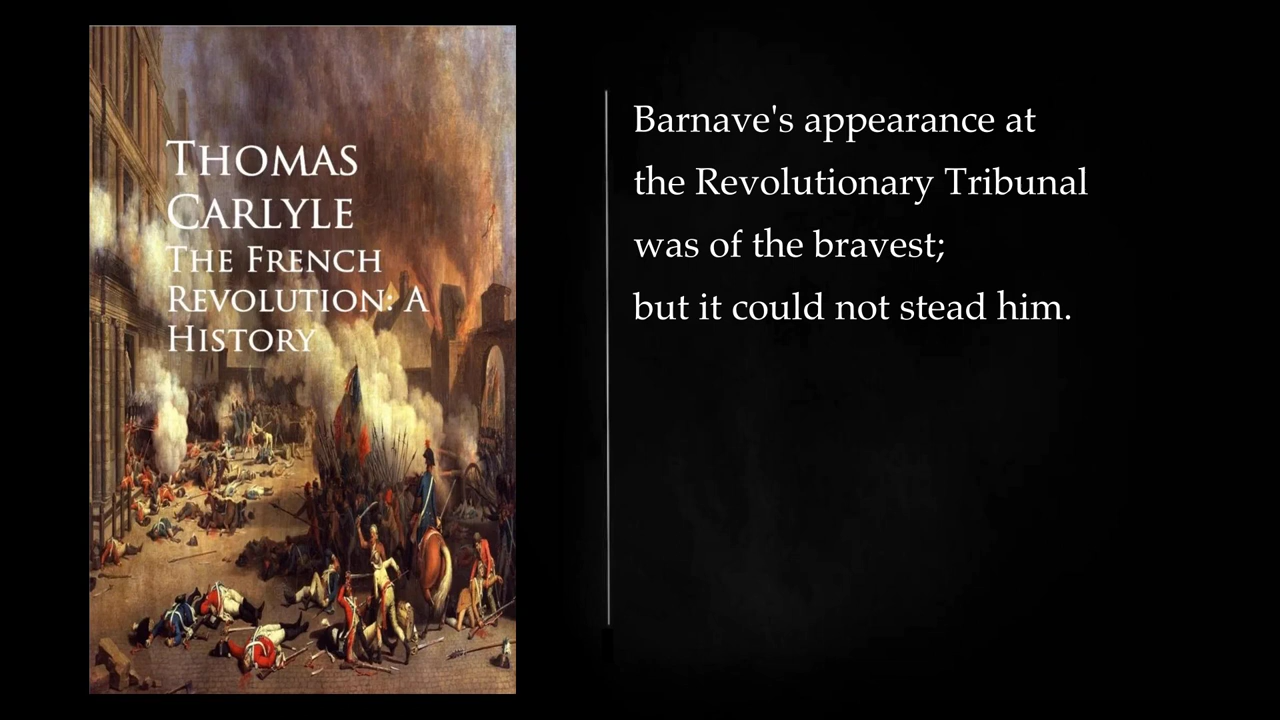 THOMAS
CARLYLE
THE FRENCH
REVOLUTION: A
HISTORY
Barnave's appearance at
the Revolutionary Tribunal
was of the bravest;
but it could not stead him.